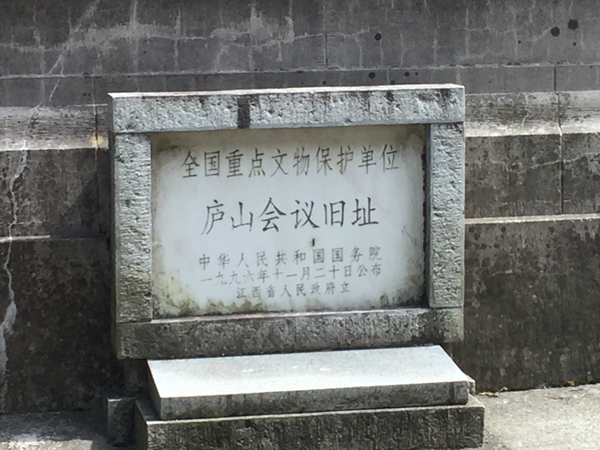 全国重点文物保护单位
庐山会议旧址
中华人民共和国国务院
一九九六年十一月二十日公布
江西省人民政府立